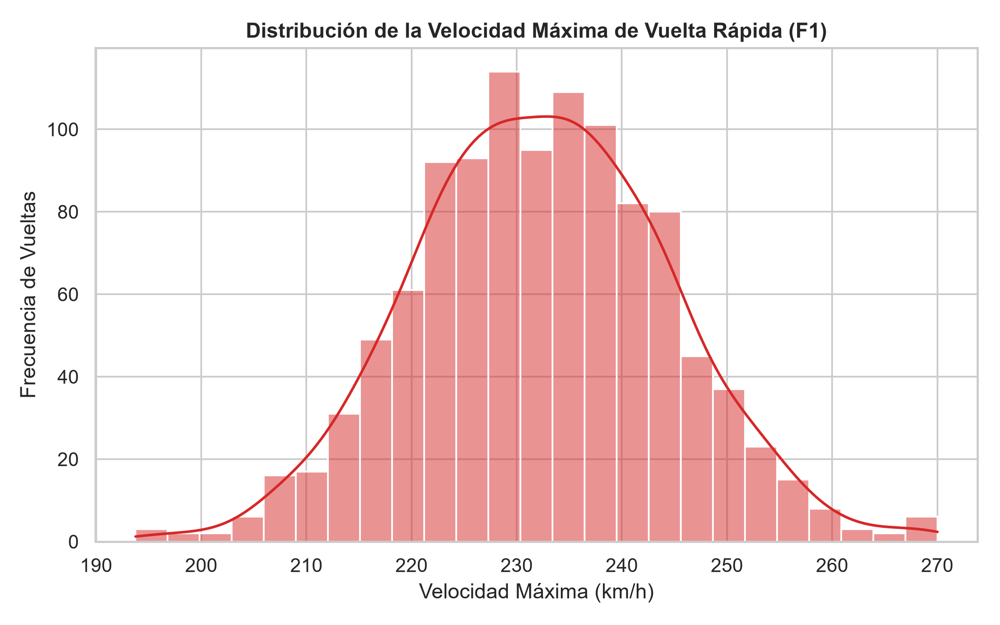 Distribución de la Velocidad Máxima de Vuelta Rápida (F1)
Frecuencia de Vueltas
100
80
60
40
20
0
190 200 210 220 230 240 250 260 270
Velocidad Máxima (km/h)